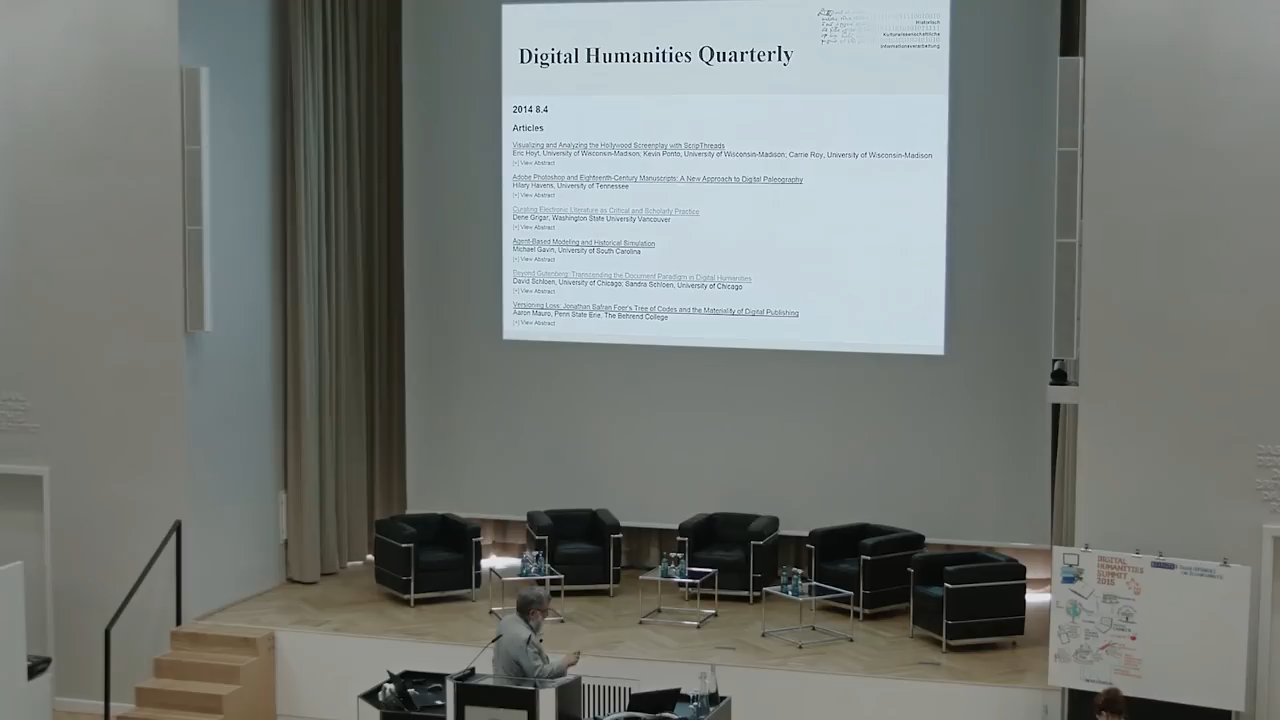 Historisch
Kulturwissenschaftliche
Informationsverarbeitung
Digital Humanities Quarterly
2014 8.4
Articles
Visualizing and Analyzing the Hollywood Screenplay with ScripThreads
Eric Hoyt, University of Wisconsin-Madison; Kevin Ponto, University of Wisconsin-Madison; Carrie Roy, University of Wisconsin-Madison
[+] View Abstract
Adobe Photoshop and Eighteenth-Century Manuscripts: A New Approach to Digital Paleography
Hilary Havens, University of Tennessee
[+] View Abstract
Curating Electronic Literature as Critical and Scholarly Practice
Dene Grigar, Washington State University Vancouver
[+] View Abstract
Agent-Based Modeling and Historical Simulation
Michael Gavin, University of South Carolina
[+] View Abstract
Beyond Gutenberg: Transcending the Document Paradigm in Digital Humanities
David Schloen, University of Chicago; Sandra Schloen, University of Chicago
[+] View Abstract
Versioning Loss: Jonathan Safran Foer's Tree of Codes and the Materiality of Digital Publishing
Aaron Mauro, Penn State Erie, The Behrend College
[+] View Abstract
DIGITAL
HUMANITIES
SUMMIT
2015